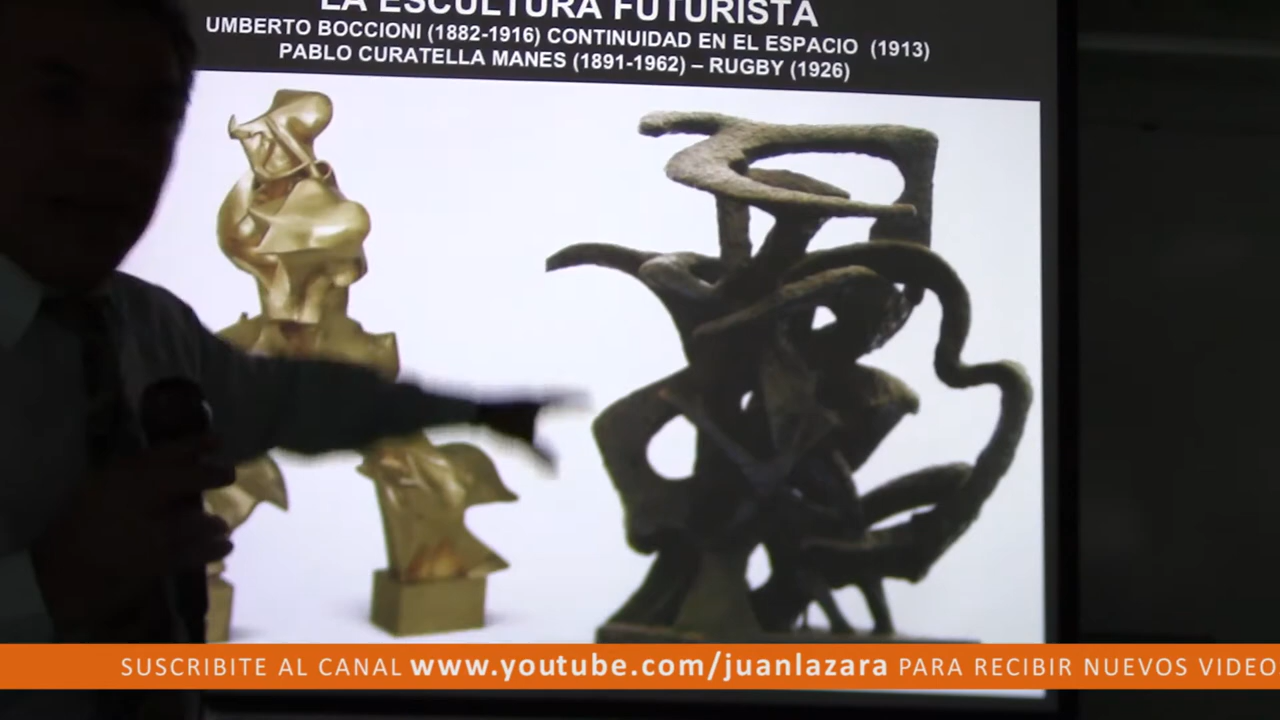 LA ESCULTURA FUTURISTA
UMBERTO BOCCIONI (1882-1916) CONTINUIDAD EN EL ESPACIO (1913)
PABLO CURATELLA MANES (1891-1962) – RUGBY (1926)
SUSCRIBITE AL CANAL www.youtube.com/juanlazara PARA RECIBIR NUEVOS VIDEO